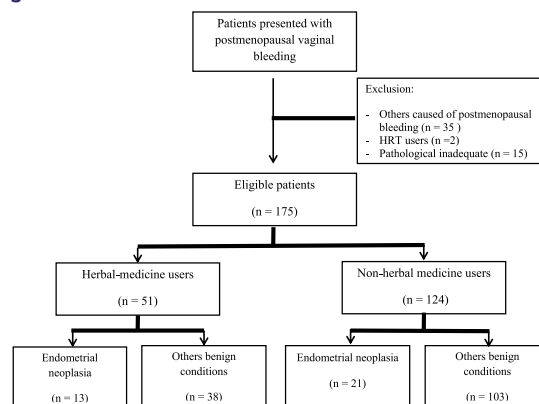 Patients presented with
postmenopausal vaginal
bleeding
Exclusion:
- Others caused of postmenopausal
bleeding (n = 35 )
- HRT users (n =2)
- Pathological inadequate (n = 15)
Eligible patients
(n = 175)
Herbal-medicine users
(n = 51)
Non-herbal medicine users
(n = 124)
Endometrial
neoplasia
(n = 13)
Others benign
conditions
(n = 38)
Endometrial neoplasia
(n = 21)
Others benign
conditions
(n = 103)